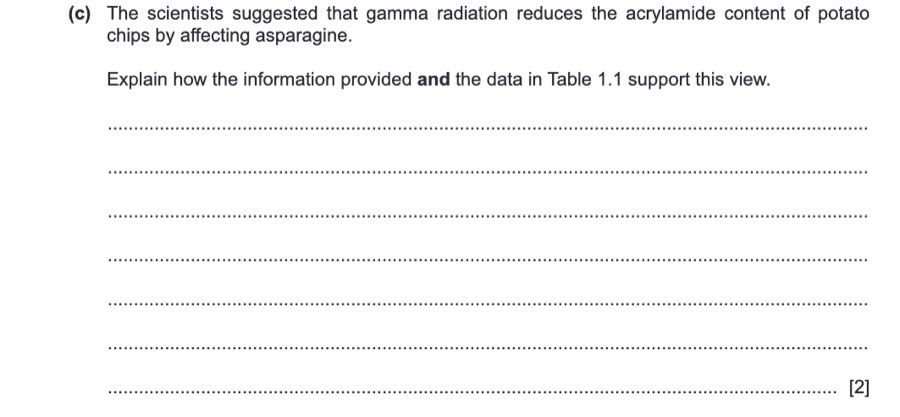 (c) The scientists suggested that gamma radiation reduces the acrylamide content of potato
chips by affecting asparagine.
Explain how the information provided and the data in Table 1.1 support this view.
[2]